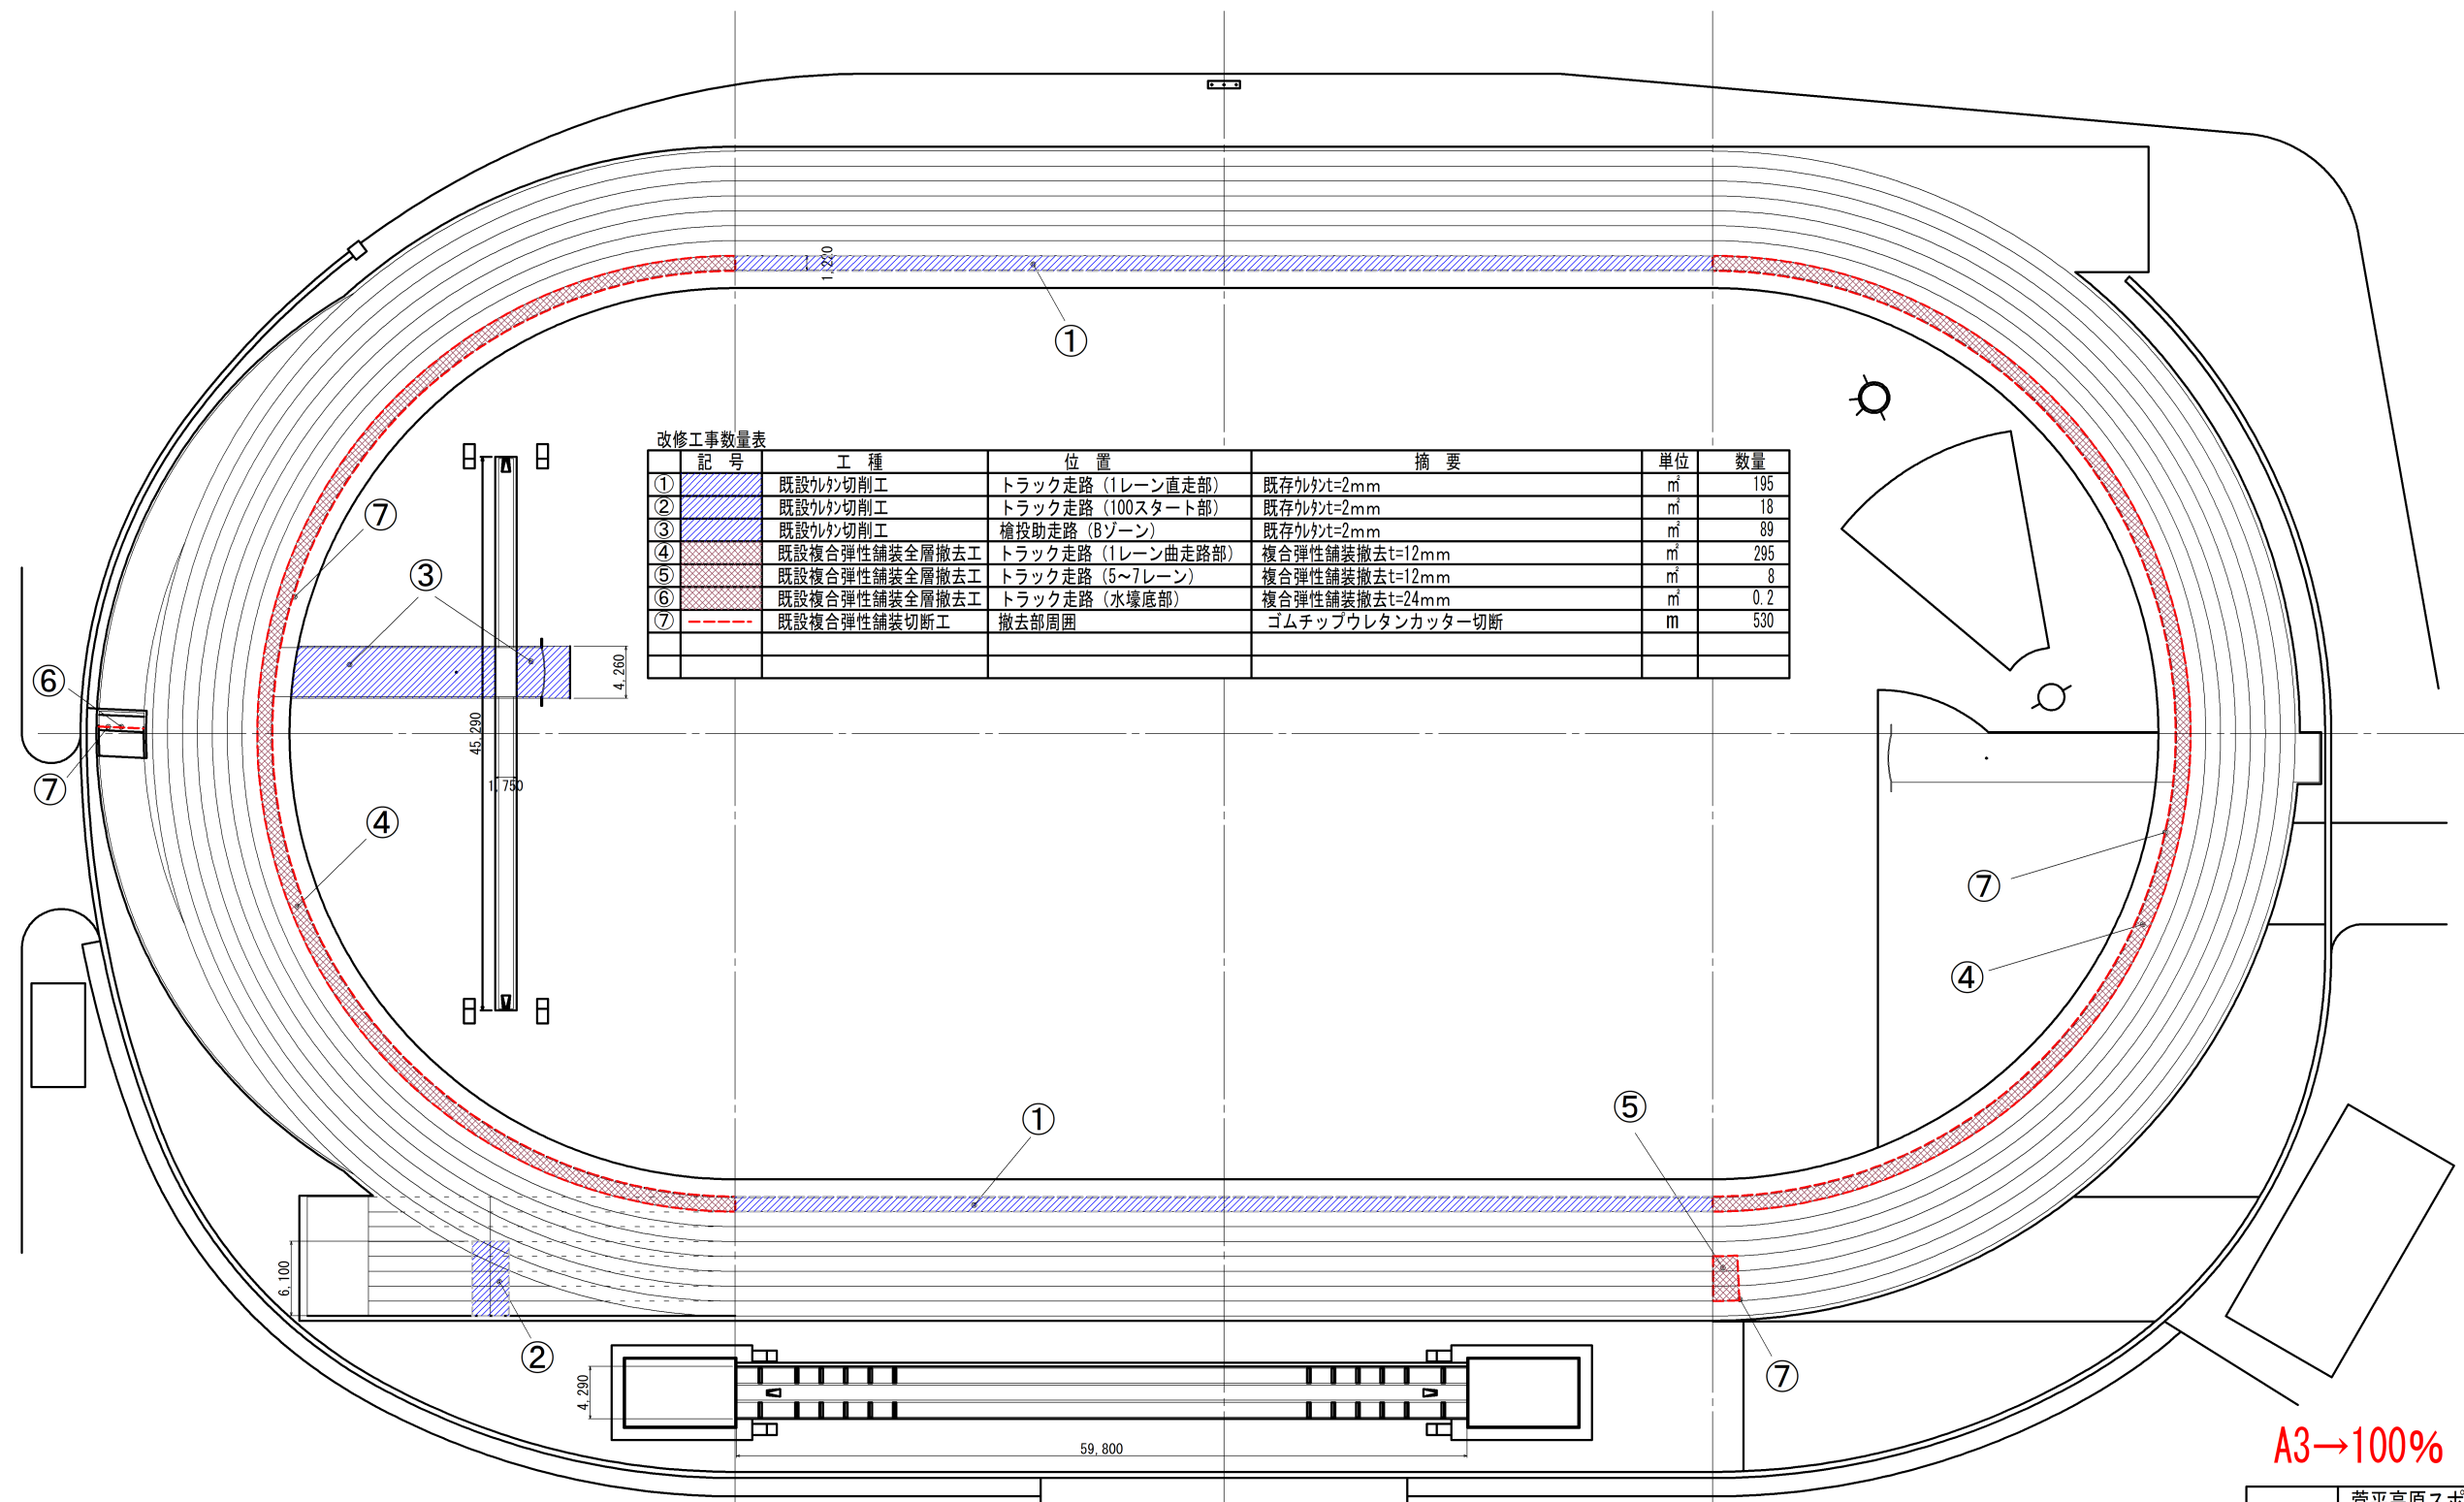 1,220
①
改修工事数量表
記 号 工 種 位 置 摘 要 単位 数量
① 既設ウレタン切削工 トラック走路（1レーン直走部） 既存ウレタンt=2mm ㎡ 195
② 既設ウレタン切削工 トラック走路（100スタート部） 既存ウレタンt=2mm ㎡ 18
③ 既設ウレタン切削工 槍投助走路（Bゾーン） 既存ウレタンt=2mm ㎡ 89
④ 既設複合弾性舗装全層撤去工 トラック走路（1レーン曲走路部） 複合弾性舗装撤去t=12mm ㎡ 295
⑤ 既設複合弾性舗装全層撤去工 トラック走路（5～7レーン） 複合弾性舗装撤去t=12mm ㎡ 8
⑥ 既設複合弾性舗装全層撤去工 トラック走路（水壕底部） 複合弾性舗装撤去t=24mm ㎡ 0.2
⑦ 既設複合弾性舗装切断工 撤去部周囲 ゴムチップウレタンカッター切断 m 530
⑦
③
4,260
⑥
45,290
⑦
1,750
④
⑦
④
①
⑤
6,100
②
⑦
4,290
59,800
A3→100%
菅平高原スポ